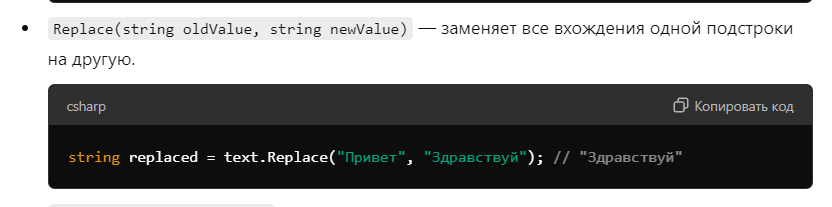 Replace(string oldValue, string newValue) — заменяет все вхождения одной подстроки
на другую.
csharp
Копировать код
string replaced = text.Replace("Привет", "Здравствуй"); // "Здравствуй"